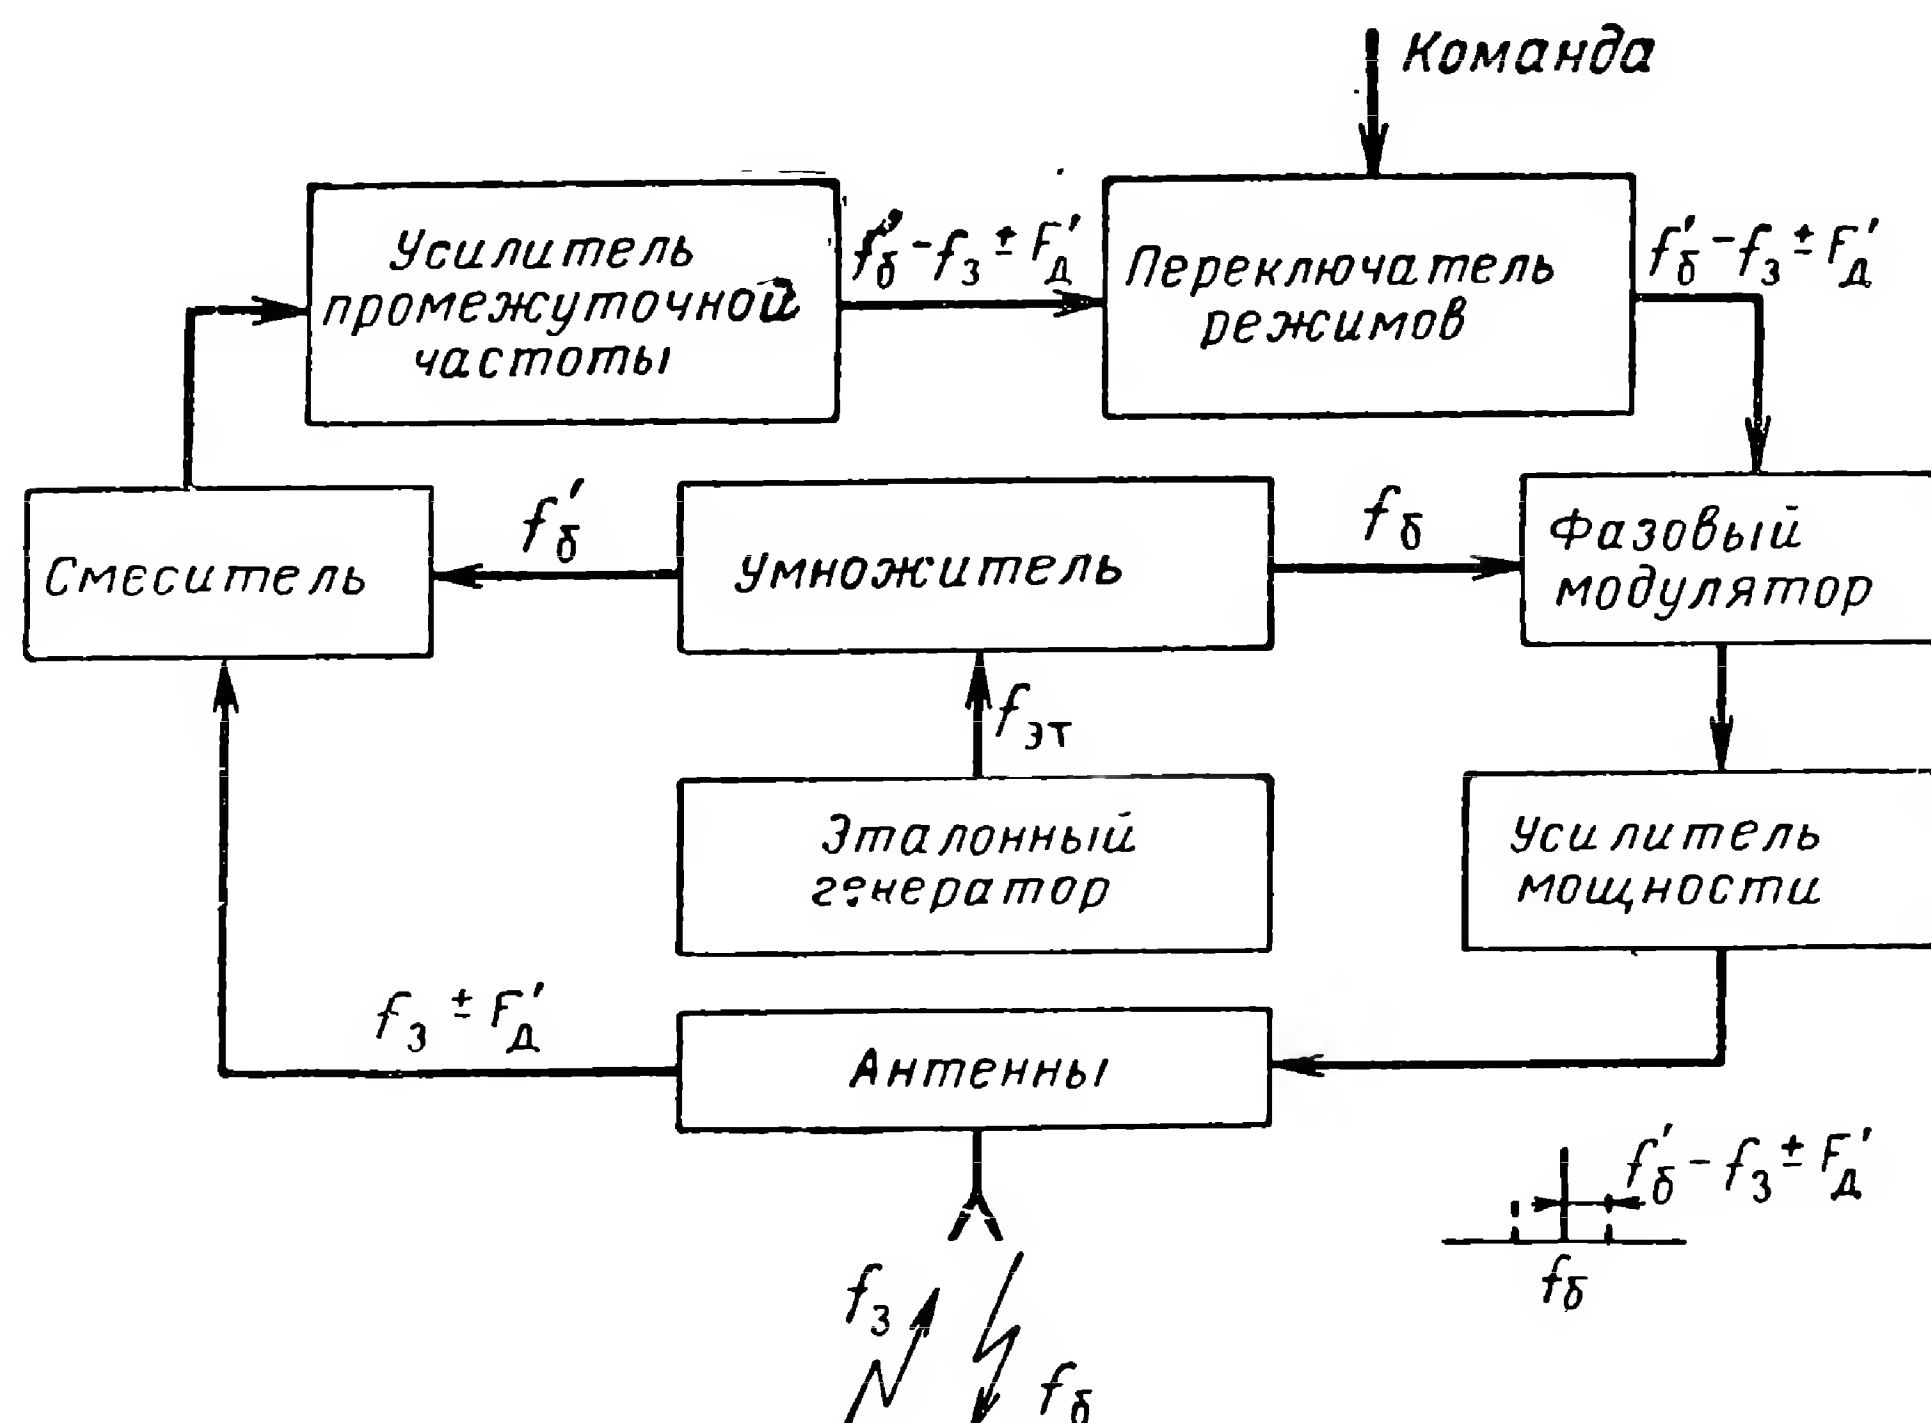 Команда
Усилитель
промежуточной
частоты
f'б - fз ± F'д
Переключатель
режимов
f'б - fз ± F'д
Смеситель
f'б
Умножитель
fб
Фазовый
модулятор
fэт
Эталонный
генератор
Усилитель
мощности
fз ± F'д
Антенны
f'б - fз ± F'д
fб
fз
fб